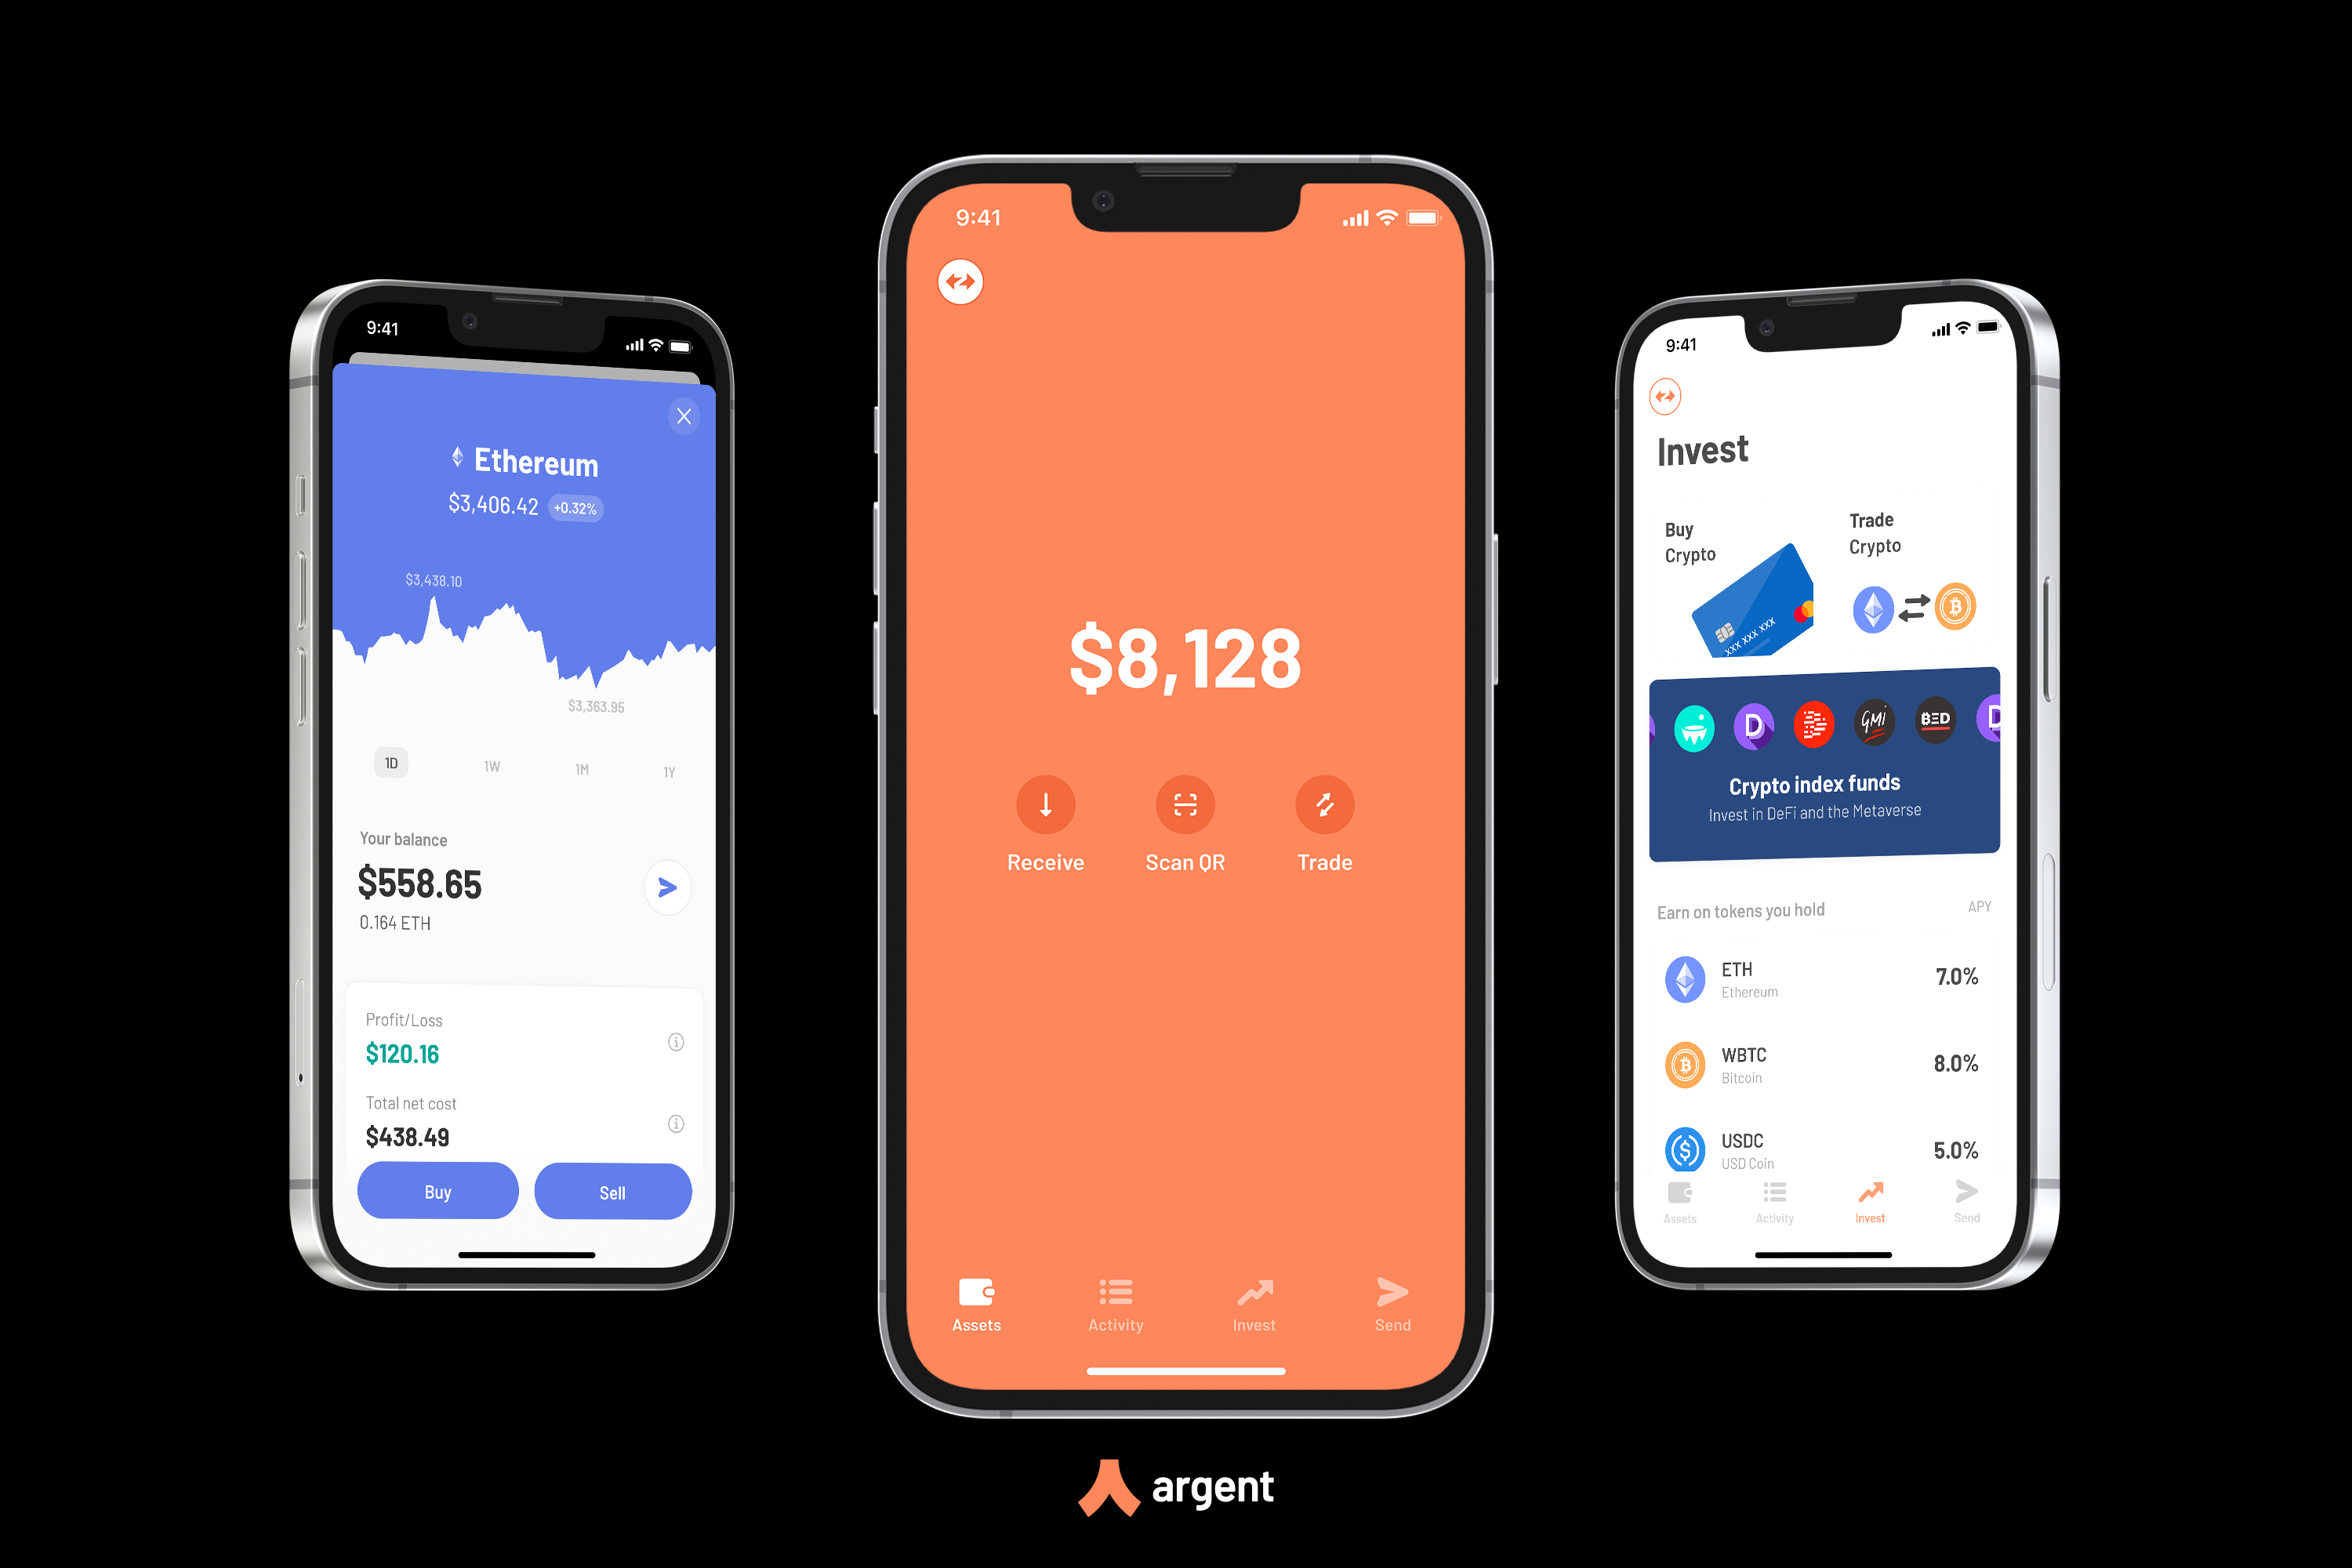 9:41
Ethereum
$3,406.42 +0.32%
$3,438.10
$3,363.95
1D 1W 1M 1Y
Your balance
$558.65
0.164 ETH
Profit/Loss
$120.16
Total net cost
$438.49
Buy Sell
9:41
$8,128
Receive Scan QR Trade
Assets Activity Invest Send
9:41
Invest
Buy
Crypto
Trade
Crypto
XXX XXX XXX
D GMI BED D
Crypto index funds
Invest in DeFi and the Metaverse
Earn on tokens you hold APY
ETH
Ethereum
7.0%
WBTC
Bitcoin
8.0%
USDC
USD Coin
5.0%
Assets Activity Invest Send
argent